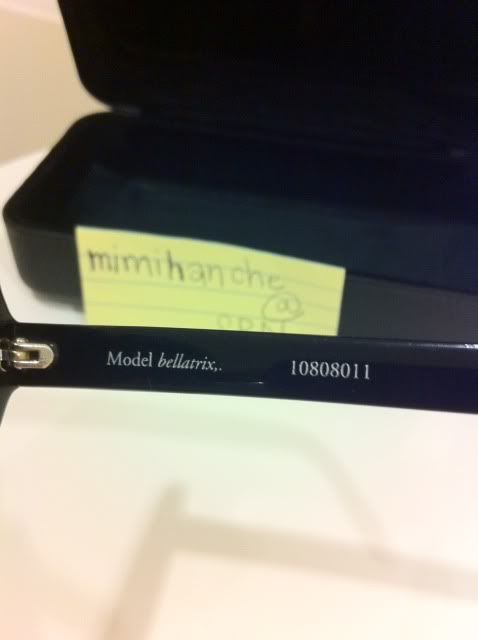 mimihanche
@
Model bellatrix,. 10808011